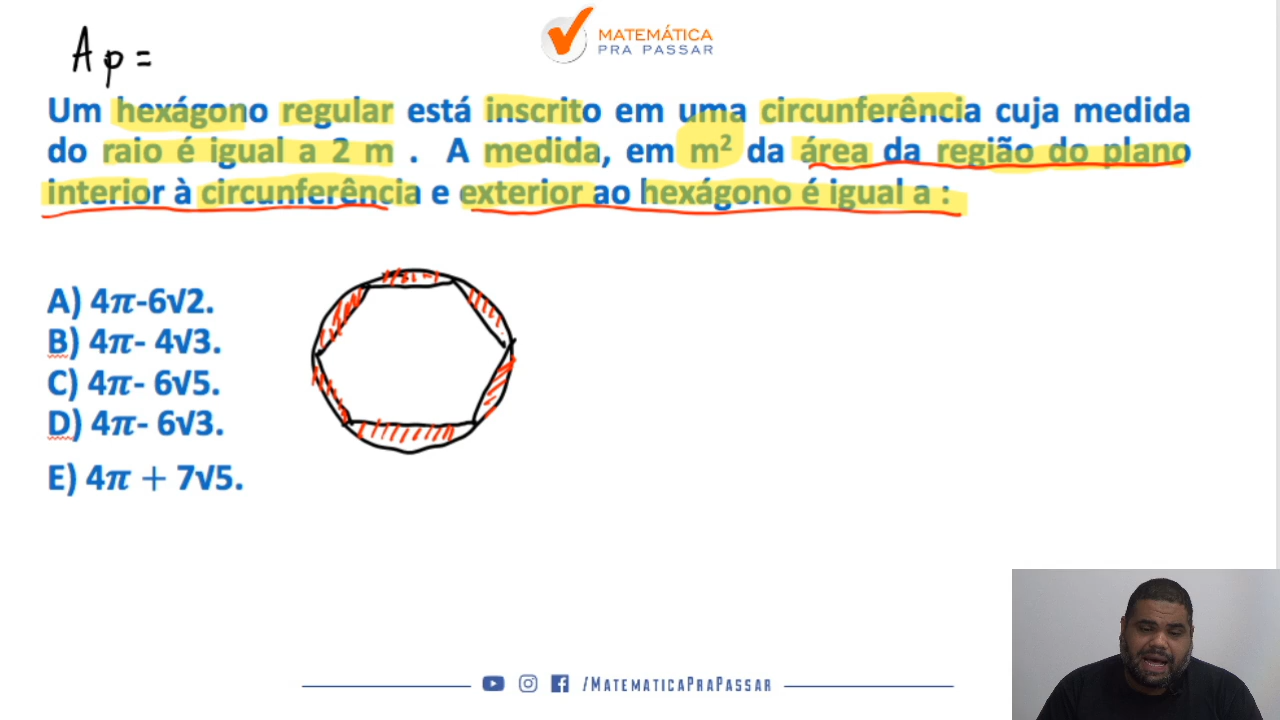 Ap=
MATEMÁTICA
PRA PASSAR
Um hexágono regular está inscrito em uma circunferência cuja medida
do raio é igual a 2 m . A medida, em m² da área da região do plano
interior à circunferência e exterior ao hexágono é igual a :
A) 4π-6√2.
B) 4π- 4√3.
C) 4π- 6√5.
D) 4π- 6√3.
E) 4π + 7√5.
/MATEMATICAPRAPASSAR